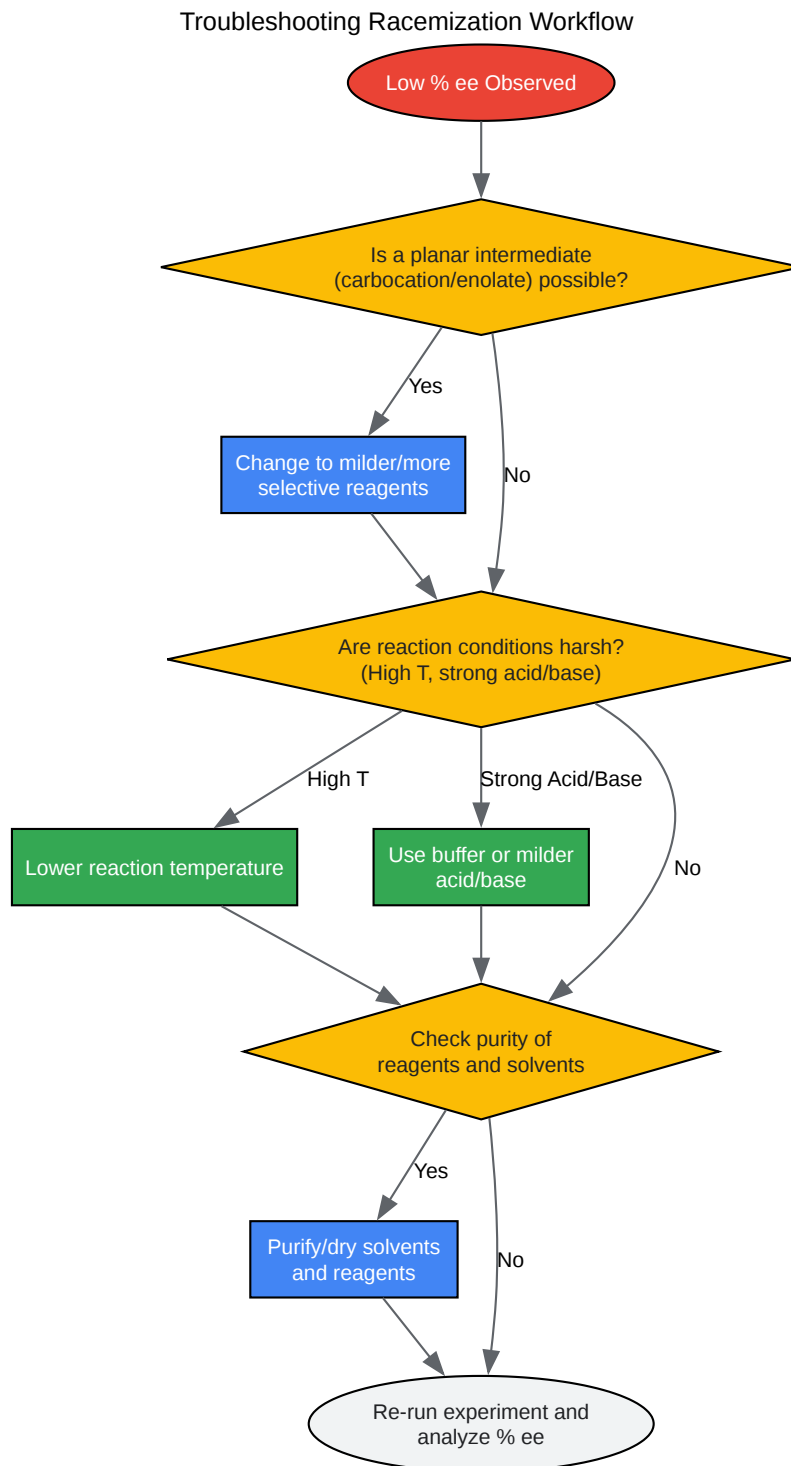 Troubleshooting Racemization Workflow
Low % ee Observed
Is a planar intermediate
(carbocation/enolate) possible?
Yes
Change to milder/more
selective reagents
No
Are reaction conditions harsh?
(High T, strong acid/base)
High T
Strong Acid/Base
Lower reaction temperature
Use buffer or milder
acid/base
No
Check purity of
reagents and solvents
Yes
Purify/dry solvents
and reagents
No
Re-run experiment and
analyze % ee